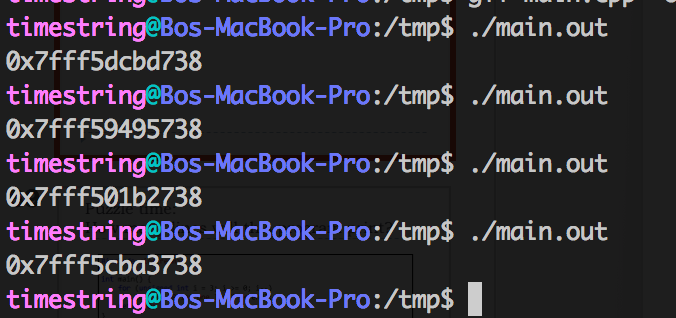 timestring@Bos-MacBook-Pro:/tmp$ ./main.out
0x7fff5dcbd738
timestring@Bos-MacBook-Pro:/tmp$ ./main.out
0x7fff59495738
timestring@Bos-MacBook-Pro:/tmp$ ./main.out
0x7fff501b2738
timestring@Bos-MacBook-Pro:/tmp$ ./main.out
0x7fff5cba3738
timestring@Bos-MacBook-Pro:/tmp$